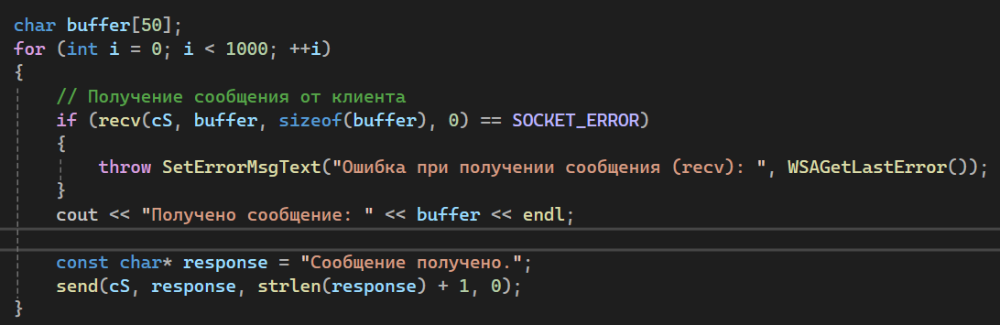 char buffer[50];
for (int i = 0; i < 1000; ++i)
{
    // Получение сообщения от клиента
    if (recv(cS, buffer, sizeof(buffer), 0) == SOCKET_ERROR)
    {
        throw SetErrorMsgText("Ошибка при получении сообщения (recv): ", WSAGetLastError());
    }
    cout << "Получено сообщение: " << buffer << endl;

    const char* response = "Сообщение получено.";
    send(cS, response, strlen(response) + 1, 0);
}